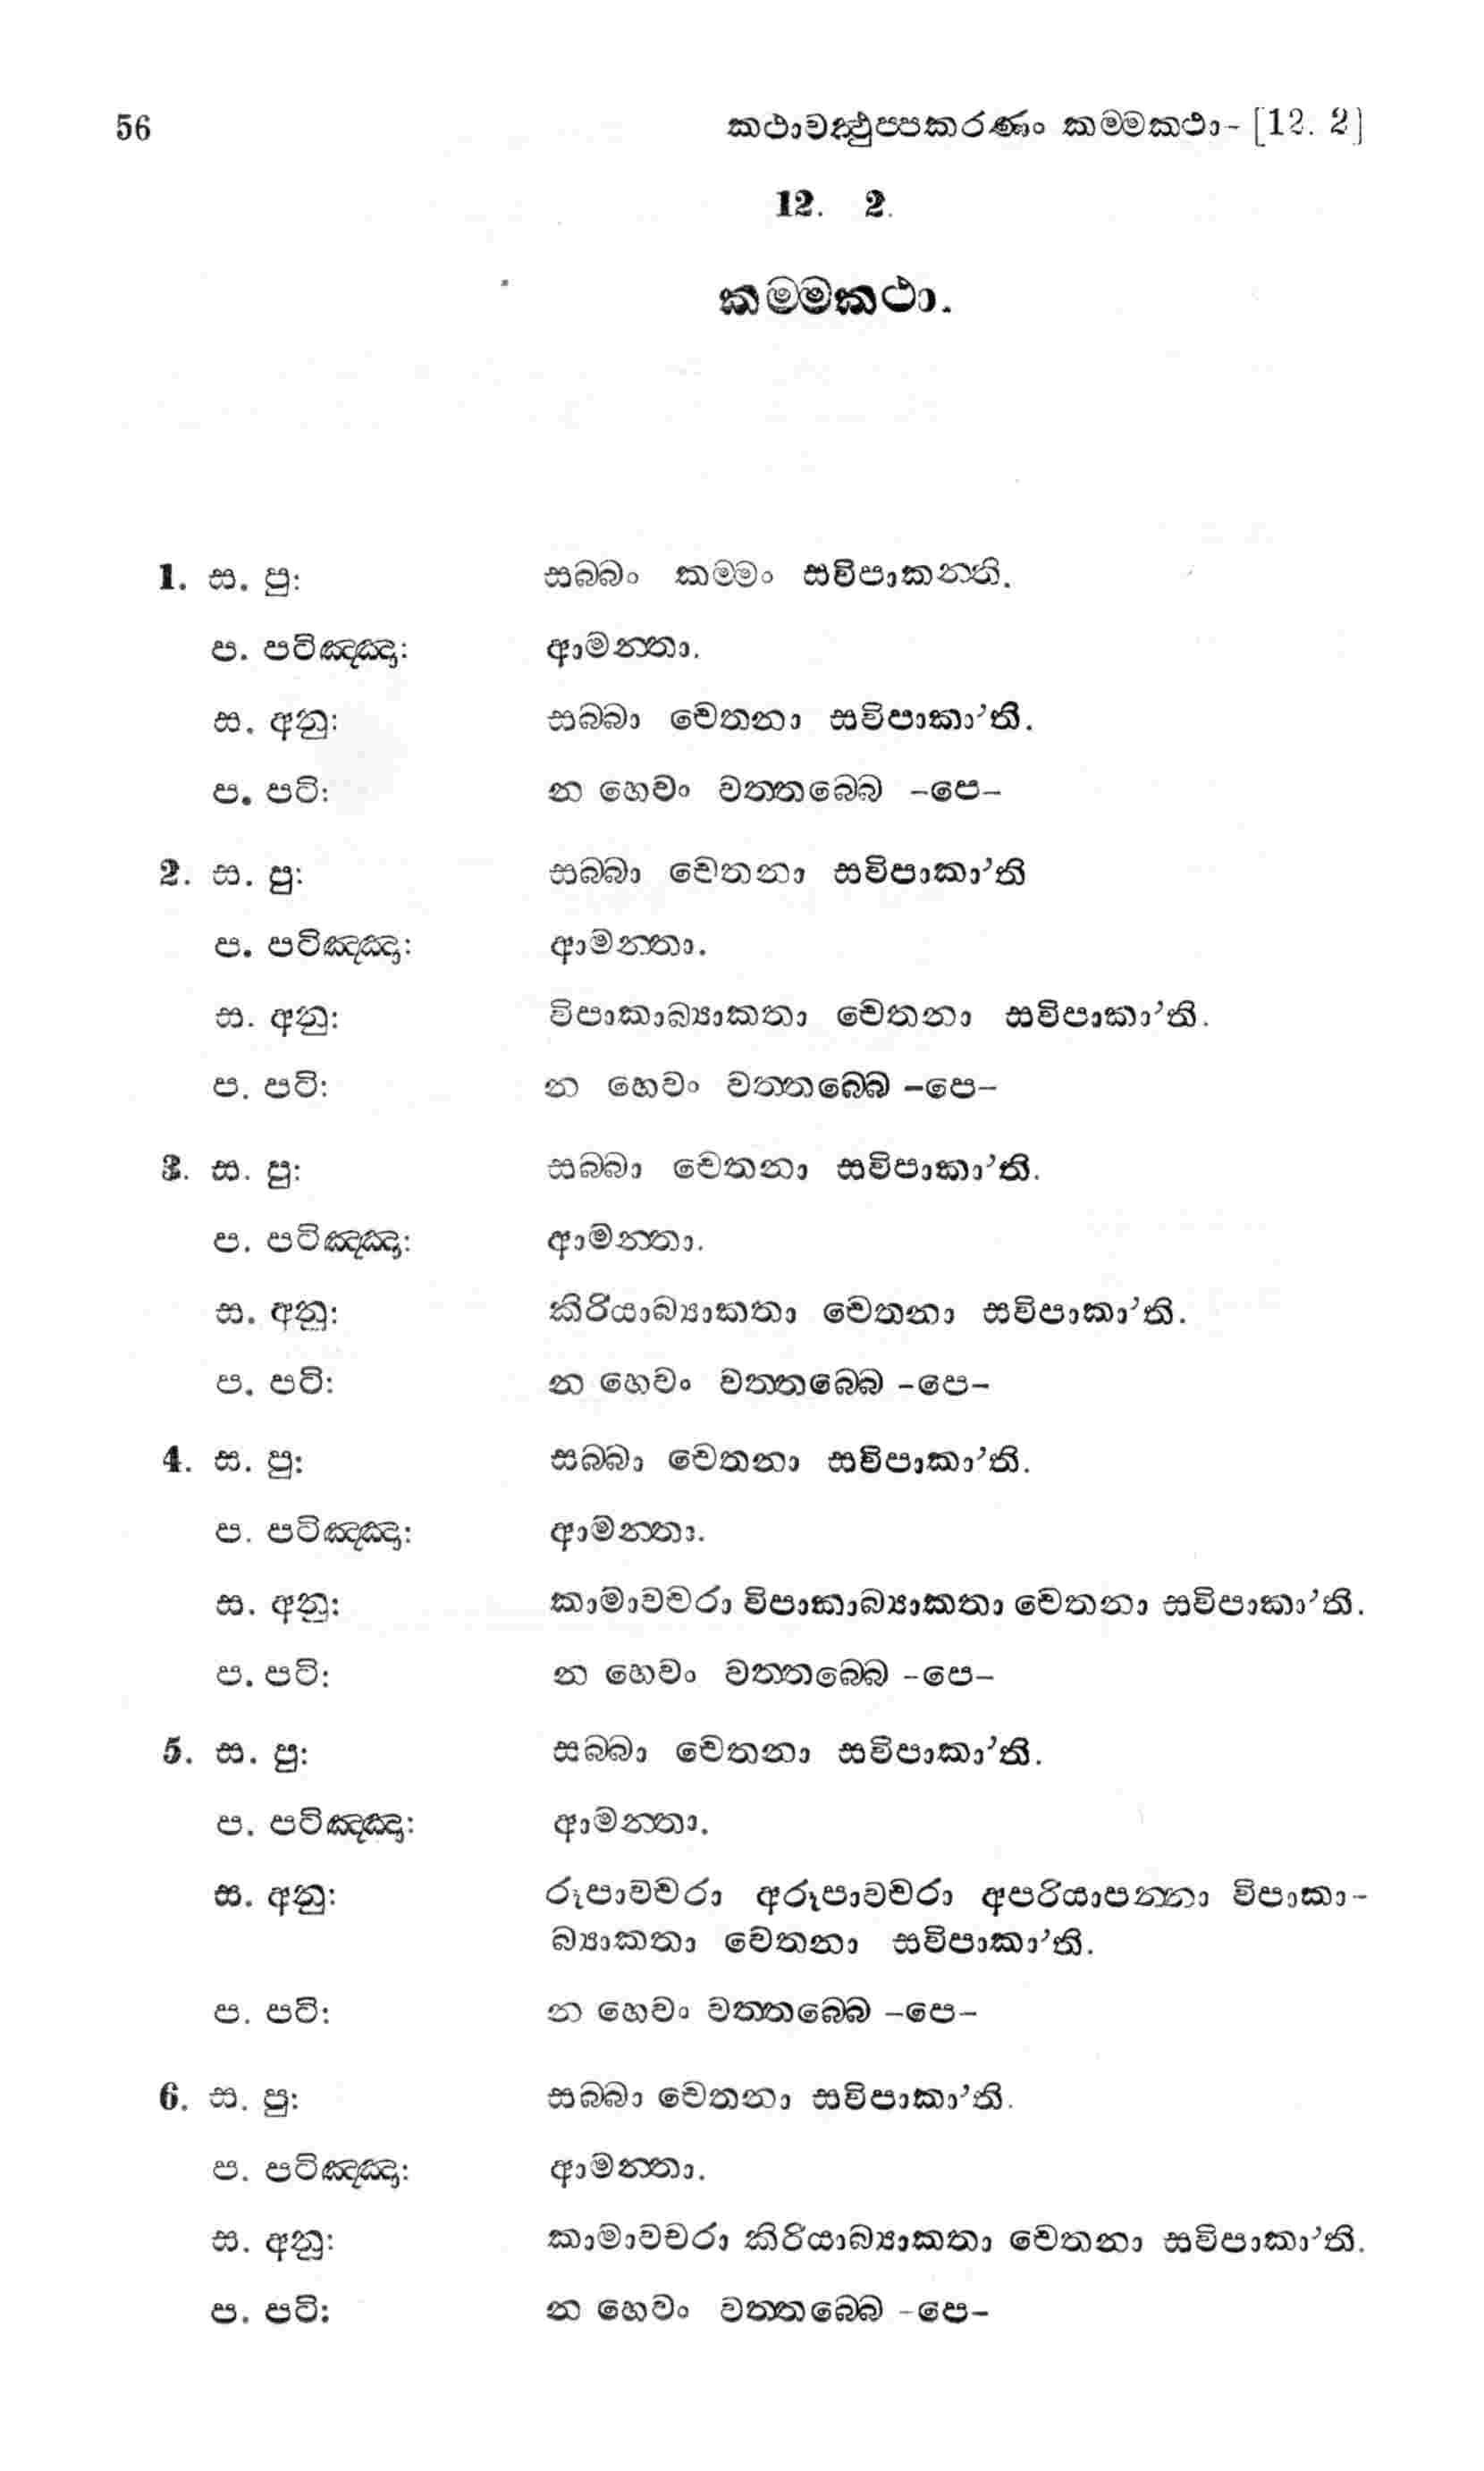 56 කථාවත්‍ථුප‍්පකරණං කම‍්මකථා- [12. 2]
12. 2.
කම‍්මකථා.
1. ස. පු: සබ‍්බං කම‍්මං සවිපාකන‍්ති.
ප. පටිඤ‍්ඤා: ආමන‍්තා.
ස. අනු: සබ‍්බා චේතනා සවිපාකා’ති.
ප. පටි: න හෙවං වත‍්තබ‍්බෙ -පෙ-
2. ස. පු: සබ‍්බා චේතනා සවිපාකා’ති
ප. පටිඤ‍්ඤා: ආමන‍්තා.
ස. අනු: විපාකාබ්‍යාකතා චේතනා සවිපාකා’ති.
ප. පටි: න හෙවං වත‍්තබ‍්බෙ -පෙ-
3. ස. පු: සබ‍්බා චේතනා සවිපාකා’ති.
ප. පටිඤ‍්ඤා: ආමන‍්තා.
ස. අනු: කිරියාබ්‍යාකතා චේතනා සවිපාකා’ති.
ප. පටි: න හෙවං වත‍්තබ‍්බෙ -පෙ-
4. ස. පු: සබ‍්බා චේතනා සවිපාකා’ති.
ප. පටිඤ‍්ඤා: ආමන‍්තා.
ස. අනු: කාමාවචරා විපාකාබ්‍යාකතා චේතනා සවිපාකා’ති.
ප. පටි: න හෙවං වත‍්තබ‍්බෙ -පෙ-
5. ස. පු: සබ‍්බා චේතනා සවිපාකා’ති.
ප. පටිඤ‍්ඤා: ආමන‍්තා.
ස. අනු: රූපාවචරා අරූපාවචරා අපරියාපන‍්නා විපාකා-
බ්‍යාකතා චේතනා සවිපාකා’ති.
ප. පටි: න හෙවං වත‍්තබ‍්බෙ -පෙ-
6. ස. පු: සබ‍්බා චේතනා සවිපාකා’ති.
ප. පටිඤ‍්ඤා: ආමන‍්තා.
ස. අනු: කාමාවචරා කිරියාබ්‍යාකතා චේතනා සවිපාකා’ති.
ප. පටි: න හෙවං වත‍්තබ‍්බෙ -පෙ-